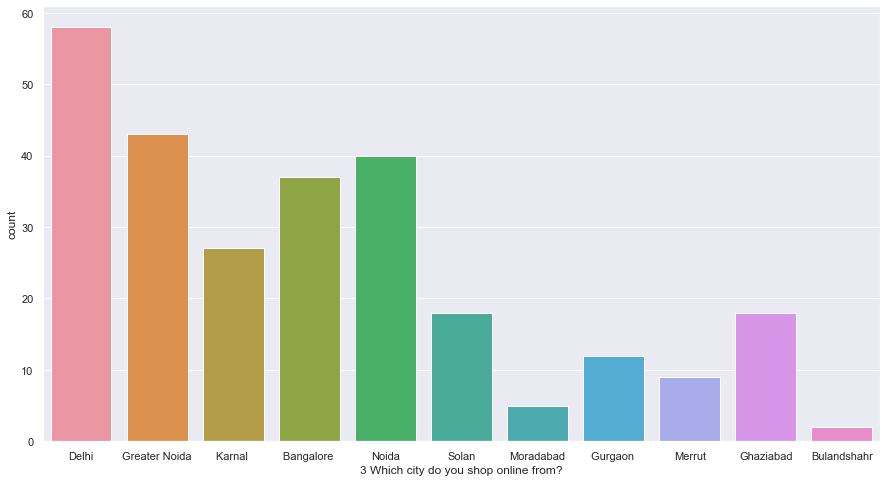 60
50
40
30
20
10
0
count
Delhi Greater Noida Karnal Bangalore Noida Solan Moradabad Gurgaon Merrut Ghaziabad Bulandshahr
3 Which city do you shop online from?